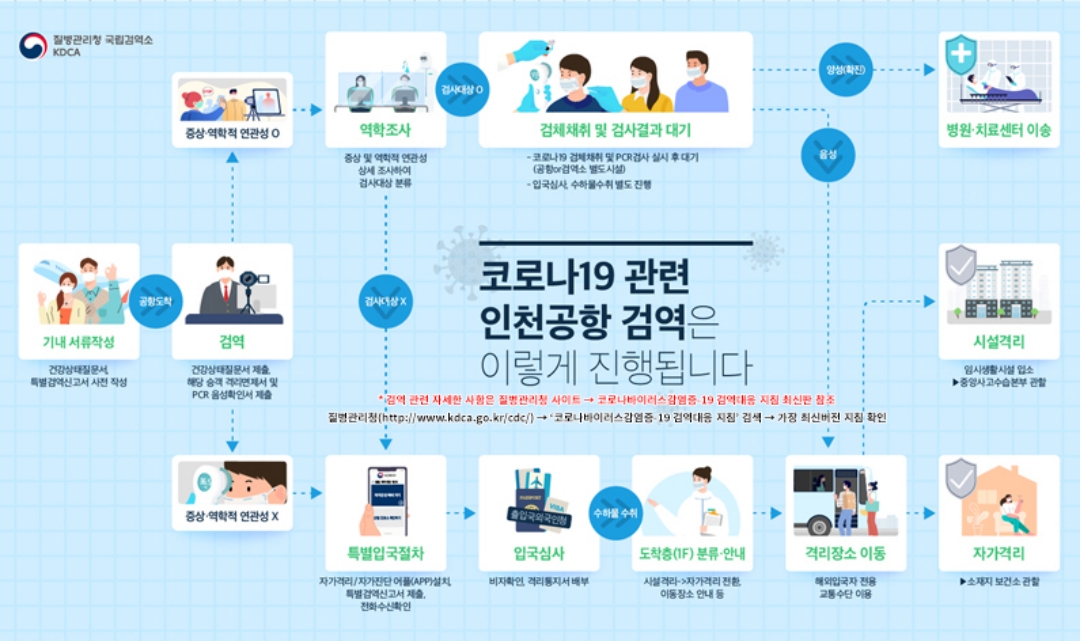 질병관리청 국립검역소
KDCA
증상·역학적 연관성 O
역학조사
증상 및 역학적 연관성
상세 조사하여
검사대상 분류
검사대상 O
검체채취 및 검사결과 대기
- 코로나19 검체채취 및 PCR검사 실시 후 대기
(공항or검역소 별도시설)
- 입국심사, 수하물수취 별도 진행
양성(확진)
음성
병원·치료센터 이송
기내 서류작성
건강상태질문서,
특별검역신고서 사전 작성
공항도착
검역
건강상태질문서 제출,
해당 승객 격리면제서 및
PCR 음성확인서 제출
검사대상 X
코로나19 관련
인천공항 검역은
이렇게 진행됩니다
* 검역 관련 자세한 사항은 질병관리청 사이트 → 코로나바이러스감염증-19 검역대응 지침 최신판 참조
질병관리청(http://www.kdca.go.kr/cdc/) → '코로나바이러스감염증-19 검역대응 지침' 검색 → 가장 최신버전 지침 확인
시설격리
임시생활시설 입소
▶중앙사고수습본부 관할
증상·역학적 연관성 X
특별입국절차
자가격리/자가진단 어플(APP)설치,
특별검역신고서 제출,
전화수신확인
PASSPORT
VISA
출입국외국인청
입국심사
비자확인, 격리통지서 배부
수하물 수취
도착층(1F) 분류·안내
시설격리->자가격리 전환,
이동장소 안내 등
격리장소 이동
해외입국자 전용
교통수단 이용
자가격리
▶소재지 보건소 관할